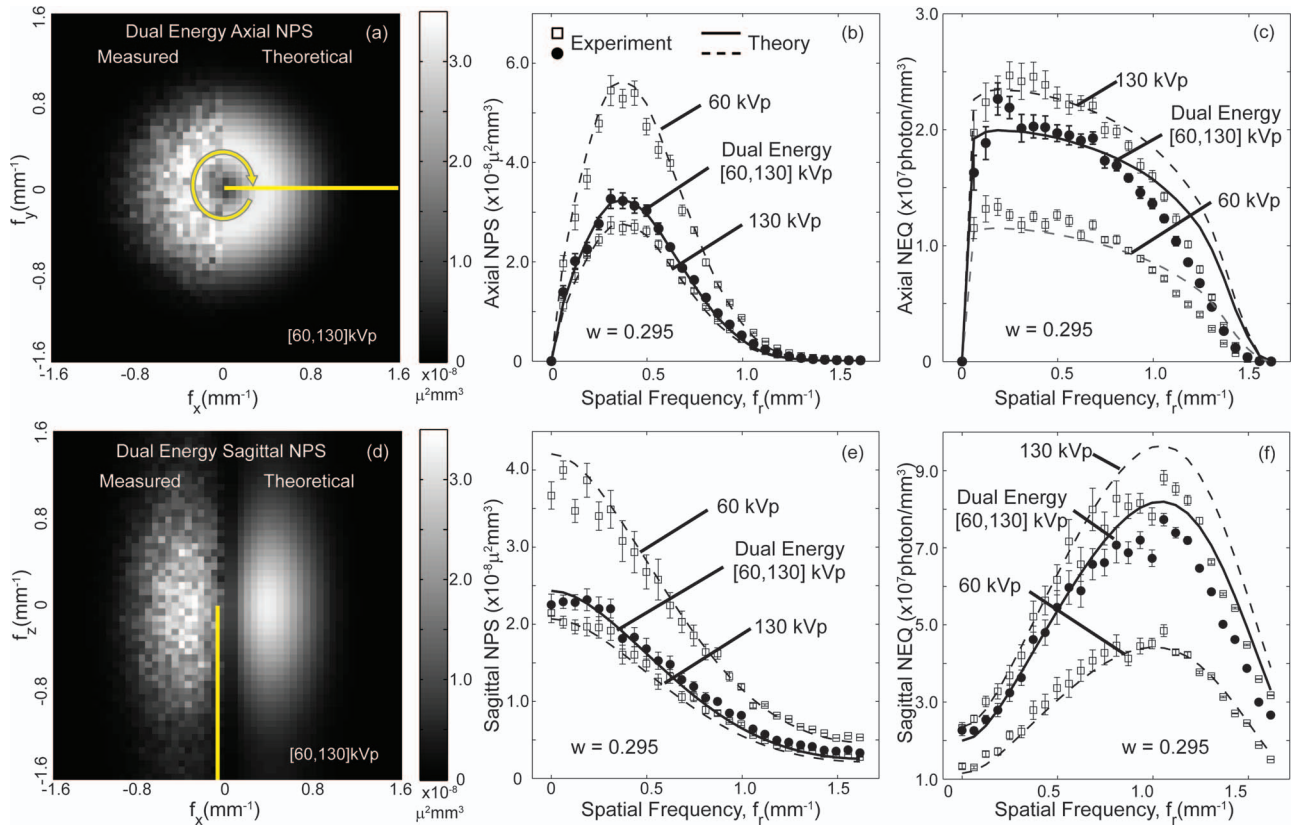 Dual Energy Axial NPS (a)
Measured Theoretical
[60,130]kVp
1.6
0.8
0
-0.8
-1.6
f_y(mm⁻¹)
-1.6 -0.8 0 0.8 1.6
f_x(mm⁻¹)
3.0
2.0
1.0
0
x10⁻⁸
μ²mm³
(b)
□ Experiment Theory
●
60 kVp
Dual Energy
[60,130] kVp
130 kVp
w = 0.295
6.0
4.0
2.0
0
Axial NPS (x10⁻⁸μ²mm³)
0 0.5 1.0 1.5
Spatial Frequency, f_r(mm⁻¹)
(c)
130 kVp
Dual Energy
[60,130] kVp
60 kVp
w = 0.295
3.0
2.0
1.0
0
Axial NEQ (x10⁷photon/mm³)
0 0.5 1.0 1.5
Spatial Frequency, f_r(mm⁻¹)
Dual Energy Sagittal NPS (d)
Measured Theoretical
[60,130]kVp
1.6
0.8
0
-0.8
-1.6
f_z(mm⁻¹)
-1.6 -0.8 0 0.8 1.6
f_x(mm⁻¹)
3.0
2.0
1.0
0
x10⁻⁸
μ²mm³
(e)
60 kVp
Dual Energy
[60,130] kVp
130 kVp
w = 0.295
4.0
3.0
2.0
1.0
0
Sagittal NPS (x10⁻⁸μ²mm³)
0 0.5 1.0 1.5
Spatial Frequency, f_r(mm⁻¹)
(f)
130 kVp
Dual Energy
[60,130] kVp
60 kVp
w = 0.295
9.0
7.0
5.0
3.0
1.0
Sagittal NEQ (x10⁷photon/mm³)
0 0.5 1.0 1.5
Spatial Frequency, f_r(mm⁻¹)